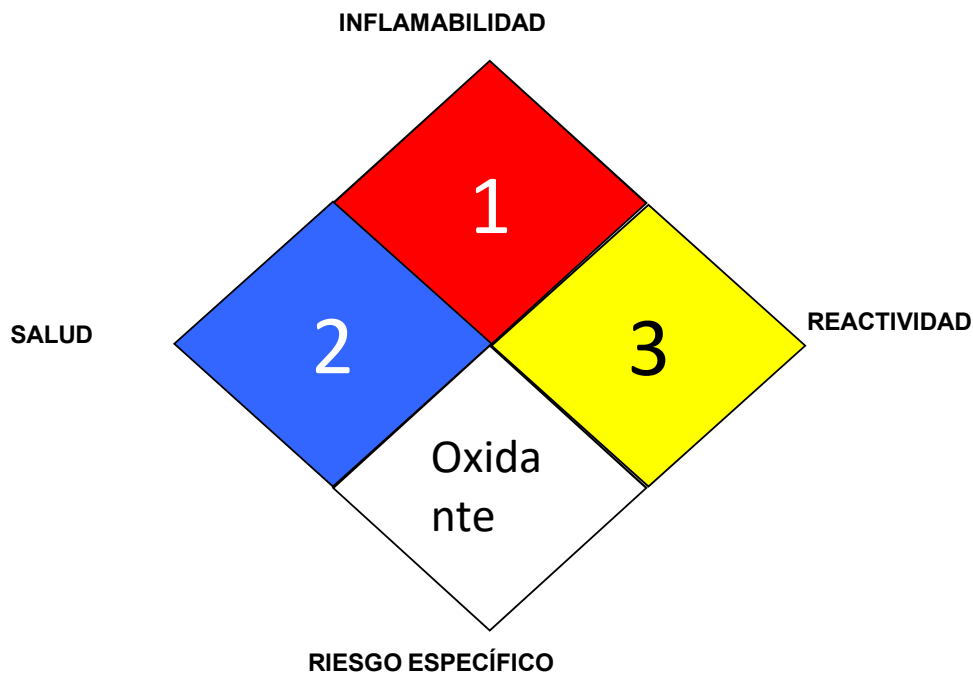 INFLAMABILIDAD
1
SALUD
2
3
REACTIVIDAD
Oxida
nte
RIESGO ESPECÍFICO